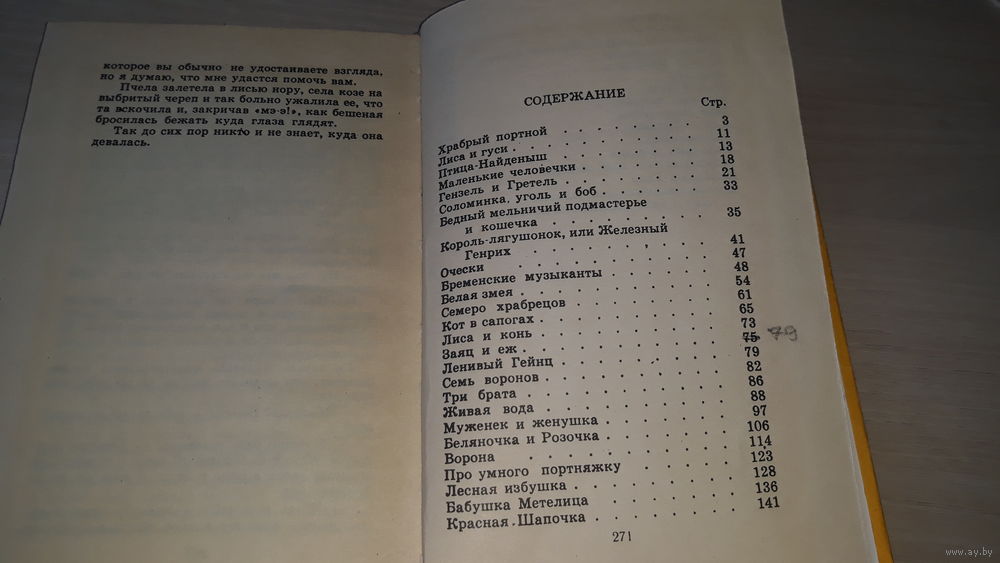 которое вы обычно не удостаиваете взгляда,
но я думаю, что мне удастся помочь вам.
Пчела залетела в лисью нору, села козе на
выбритый череп и так больно ужалила ее, что
та вскочила и, закричав «мэ-э!», как бешеная
бросилась бежать куда глаза глядят.
Так до сих пор никто и не знает, куда она
девалась.
СОДЕРЖАНИЕ
Стр.
Храбрый портной . . . . . . . 3
Лиса и гуси . . . . . . . . . 11
Птица-Найденыш . . . . . . . 13
Маленькие человечки . . . . . . 18
Гензель и Гретель . . . . . . . 21
Соломинка, уголь и боб . . . . . 33
Бедный мельничий подмастерье
и кошечка . . . . . . . . 35
Король-лягушонок, или Железный
Генрих . . . . . . . . . 41
Очески . . . . . . . . . 47
Бременские музыканты . . . . . . 48
Белая змея . . . . . . . . . 54
Семеро храбрецов . . . . . . . 61
Кот в сапогах . . . . . . . . 65
Лиса и конь . . . . . . . . . 73
Заяц и еж . . . . . . . . . 75 79
Ленивый Гейнц . . . . . . . . 79
Семь воронов . . . . . . . . 82
Три брата . . . . . . . . . 86
Живая вода . . . . . . . . . 88
Муженек и женушка . . . . . . 97
Беляночка и Розочка . . . . . . 106
Ворона . . . . . . . . . 114
Про умного портняжку . . . . . 123
Лесная избушка . . . . . . . 128
Бабушка Метелица . . . . . . 136
Красная Шапочка . . . . . . . 141
271
www.ay.by